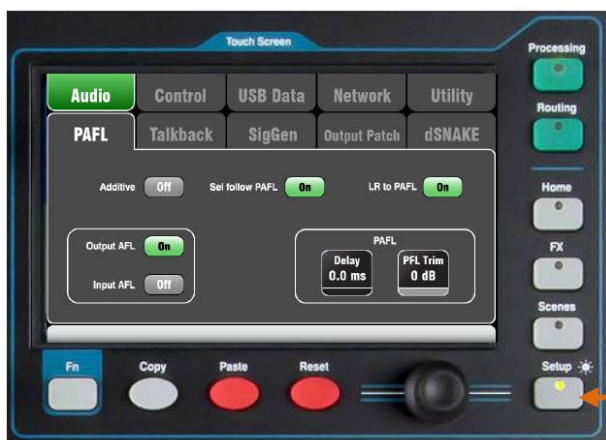 Touch Screen
Processing
Audio Control USB Data Network Utility
Routing
PAFL Talkback SigGen Output Patch dSNAKE
Additive Off Sel follow PAFL On LR to PAFL On
Home
Output AFL On
PAFL
Delay
0.0 ms
PFL Trim
0 dB
FX
Input AFL Off
Scenes
Fn Copy Paste Reset Setup